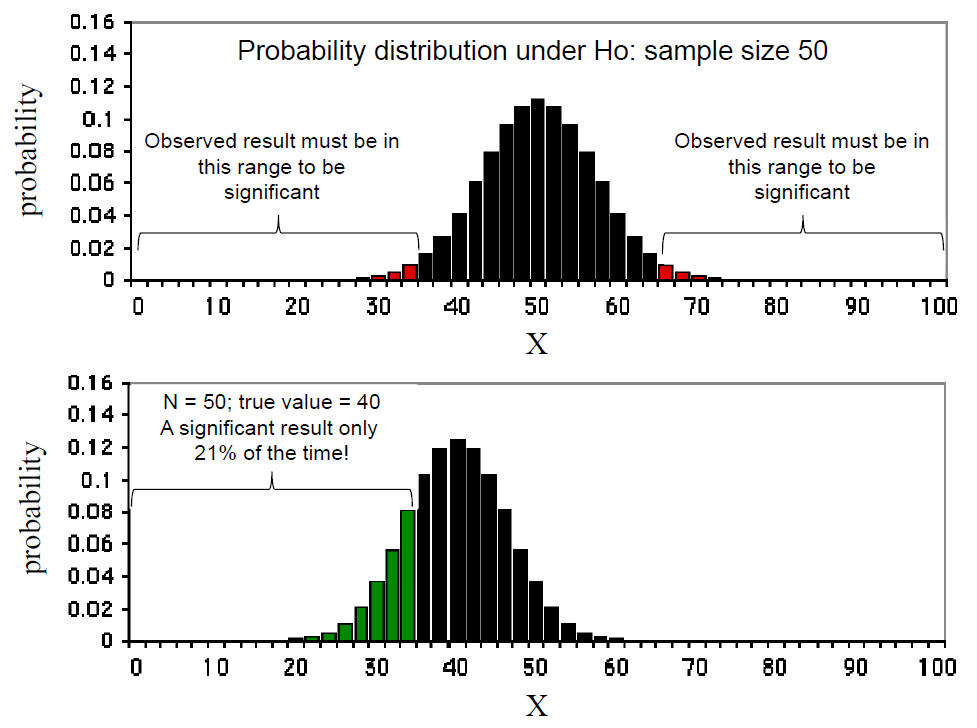 Probability distribution under Ho: sample size 50
probability
0.16
0.14
0.12
0.1
0.08
0.06
0.04
0.02
0
Observed result must be in
this range to be
significant
Observed result must be in
this range to be
significant
0 10 20 30 40 50 60 70 80 90 100
X
probability
0.16
0.14
0.12
0.1
0.08
0.06
0.04
0.02
0
N = 50; true value = 40
A significant result only
21% of the time!
0 10 20 30 40 50 60 70 80 90 100
X